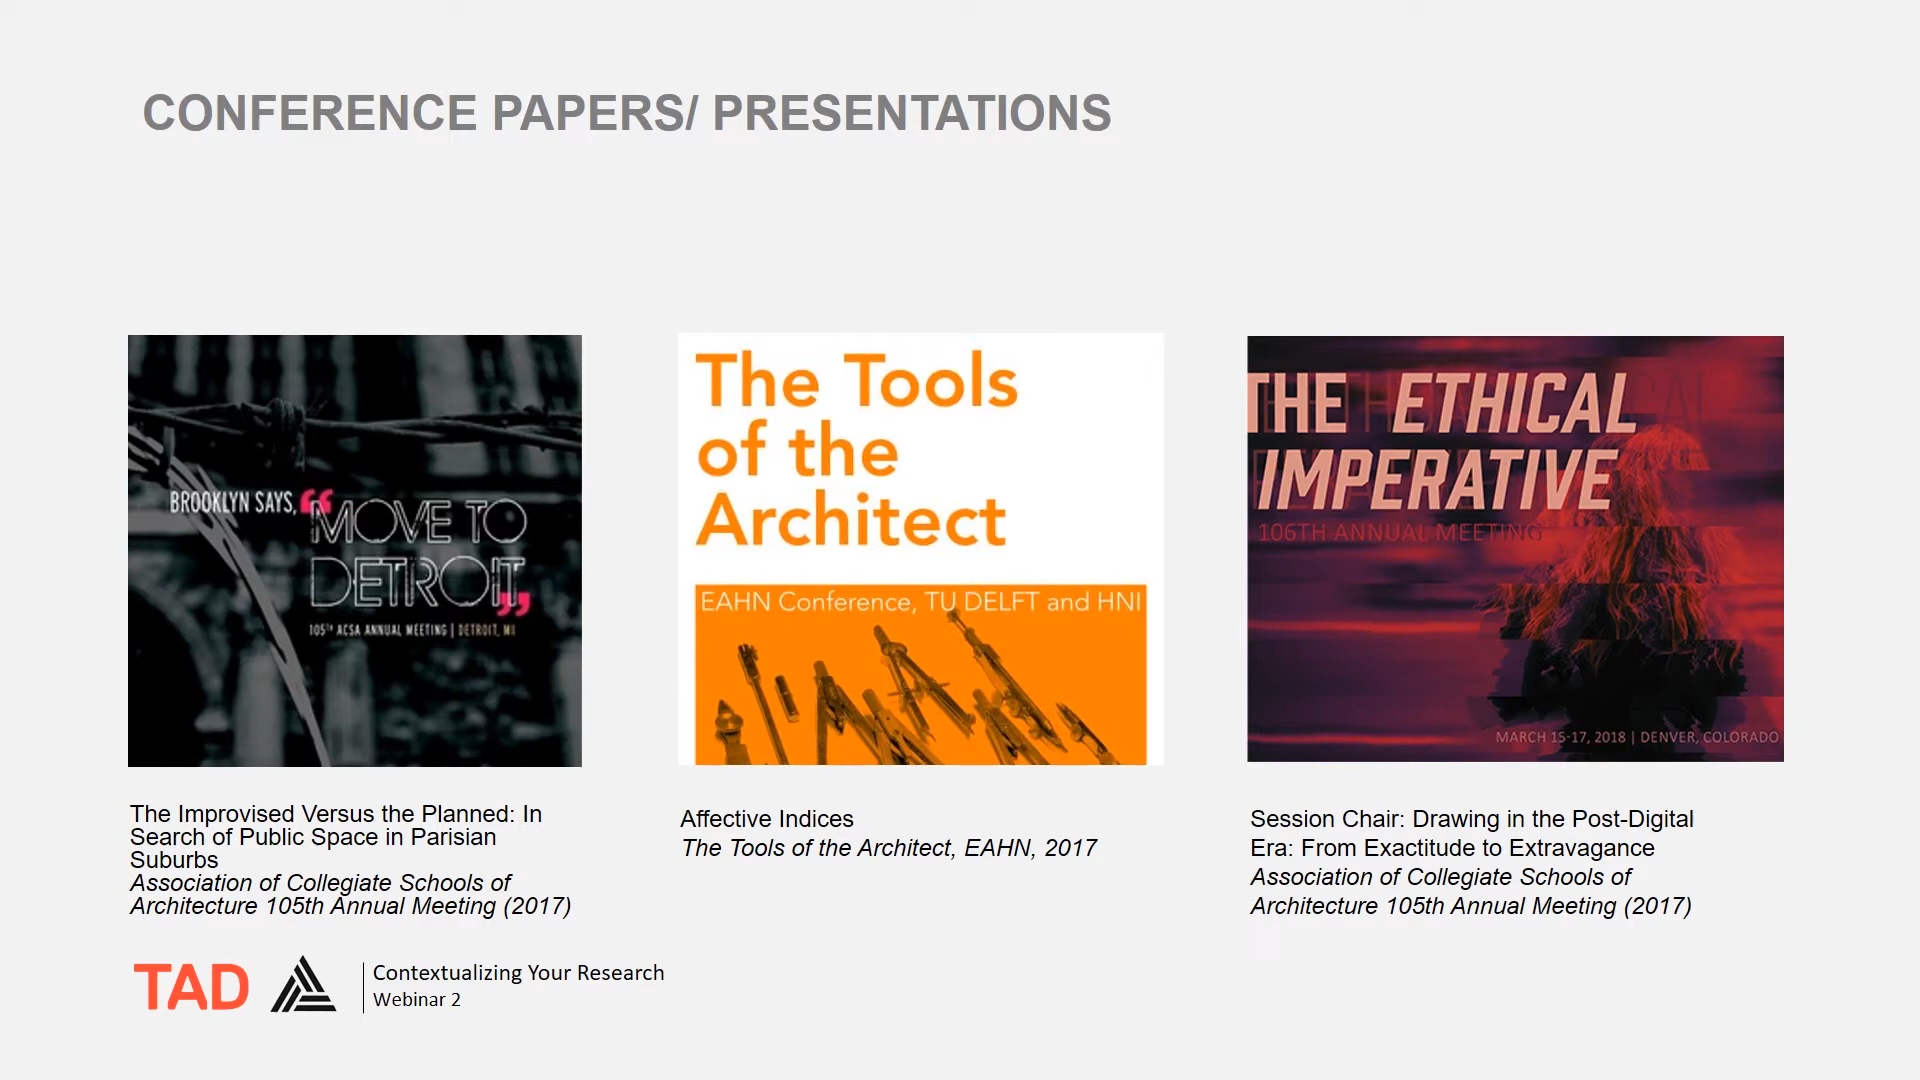 CONFERENCE PAPERS/ PRESENTATIONS
BROOKLYN SAYS, “MOVE TO
DETROIT”
105TH ACSA ANNUAL MEETING | DETROIT, MI
The Improvised Versus the Planned: In
Search of Public Space in Parisian
Suburbs
Association of Collegiate Schools of
Architecture 105th Annual Meeting (2017)
The Tools
of the
Architect
EAHN Conference, TU DELFT and HNI
Affective Indices
The Tools of the Architect, EAHN, 2017
THE ETHICAL
IMPERATIVE
106TH ANNUAL MEETING
MARCH 15-17, 2018 | DENVER, COLORADO
Session Chair: Drawing in the Post-Digital
Era: From Exactitude to Extravagance
Association of Collegiate Schools of
Architecture 105th Annual Meeting (2017)
TAD
Contextualizing Your Research
Webinar 2